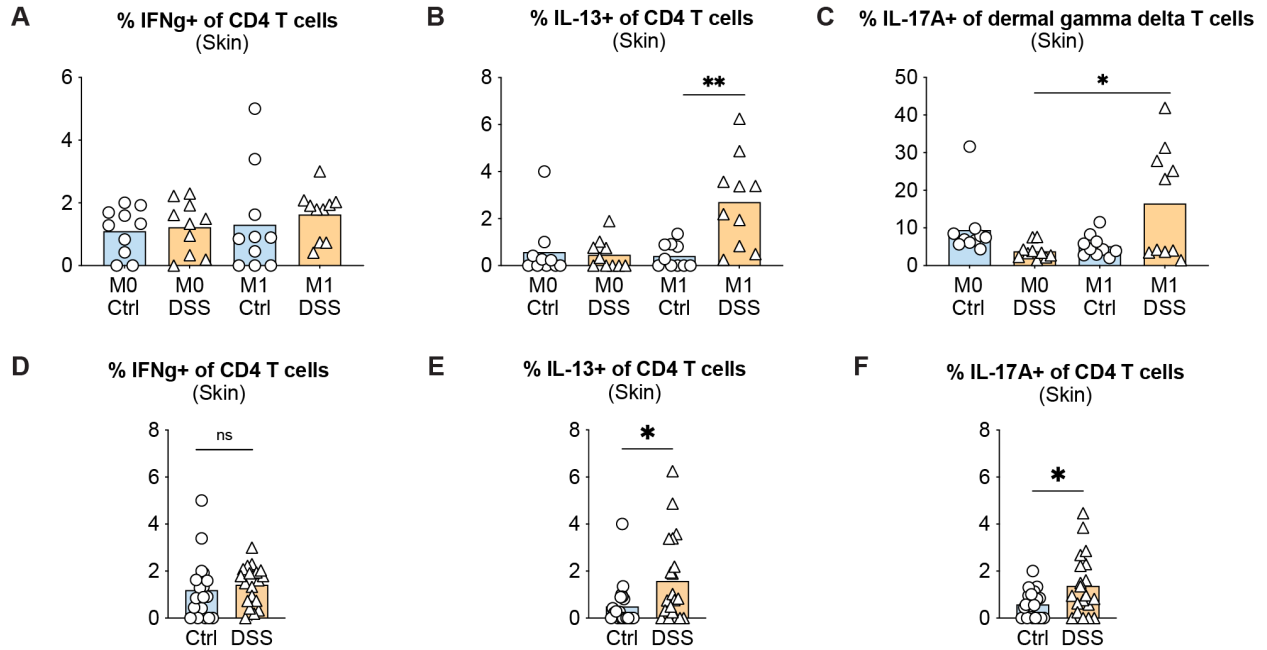 A
% IFNg+ of CD4 T cells
(Skin)
6
4
2
0
M0 M0 M1 M1
Ctrl DSS Ctrl DSS
B
% IL-13+ of CD4 T cells
(Skin)
**
8
6
4
2
0
M0 M0 M1 M1
Ctrl DSS Ctrl DSS
C
% IL-17A+ of dermal gamma delta T cells
(Skin)
*
50
40
30
20
10
0
M0 M0 M1 M1
Ctrl DSS Ctrl DSS
D
% IFNg+ of CD4 T cells
(Skin)
ns
8
6
4
2
0
Ctrl DSS
E
% IL-13+ of CD4 T cells
(Skin)
*
8
6
4
2
0
Ctrl DSS
F
% IL-17A+ of CD4 T cells
(Skin)
*
8
6
4
2
0
Ctrl DSS